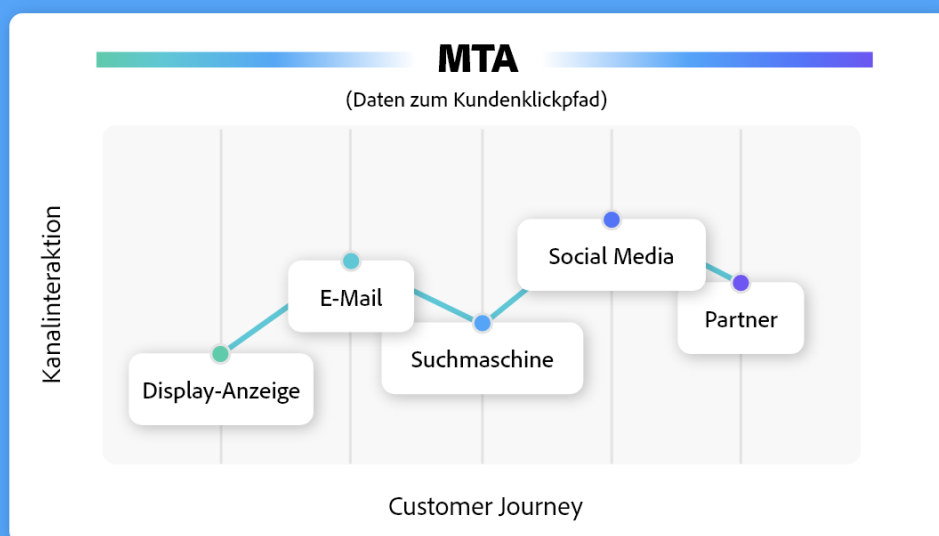 MTA
(Daten zum Kundenklickpfad)
Kanalinteraktion
Social Media
E-Mail
Partner
Suchmaschine
Display-Anzeige
Customer Journey